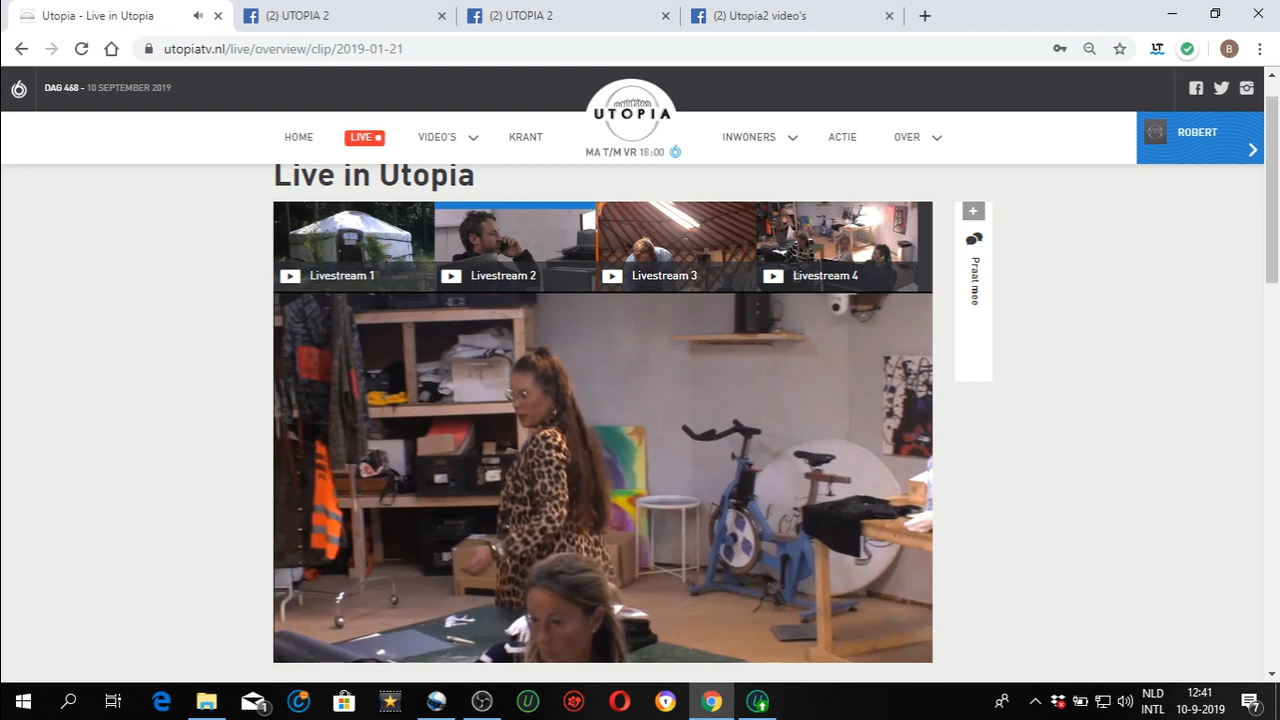 Utopia - Live in Utopia
(2) UTOPIA 2
(2) UTOPIA 2
(2) Utopia2 video's
utopiatv.nl/live/overview/clip/2019-01-21
LT
B
DAG 468 - 10 SEPTEMBER 2019
UTOPIA
HOME
LIVE
VIDEO'S
KRANT
INWONERS
ACTIE
OVER
MA T/M VR 18:00
ROBERT
Live in Utopia
Livestream 1
Livestream 2
Livestream 3
Livestream 4
Praat mee
1
NLD
INTL
12:41
10-9-2019
7